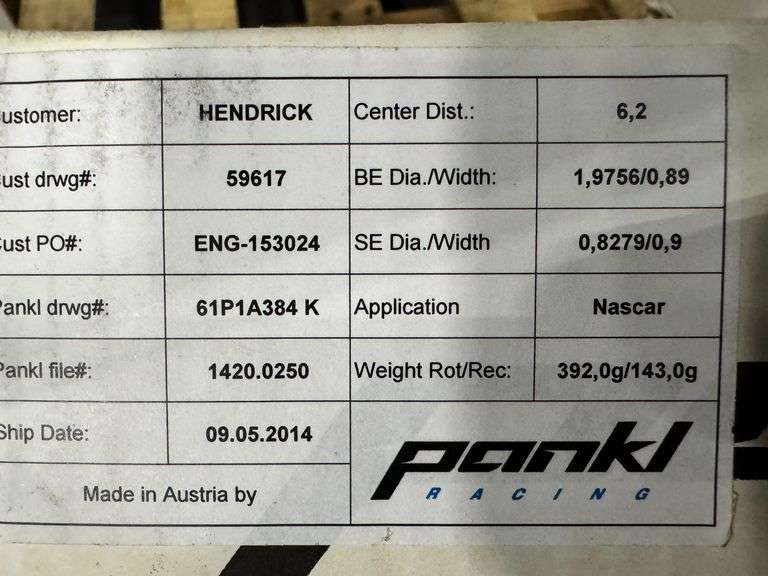 ustomer: HENDRICK Center Dist.: 6,2
ust drwg#: 59617 BE Dia./Width: 1,9756/0,89
ust PO#: ENG-153024 SE Dia./Width 0,8279/0,9
Pankl drwg#: 61P1A384 K Application Nascar
Pankl file#: 1420.0250 Weight Rot/Rec: 392,0g/143,0g
Ship Date: 09.05.2014
Made in Austria by
pankl
RACING